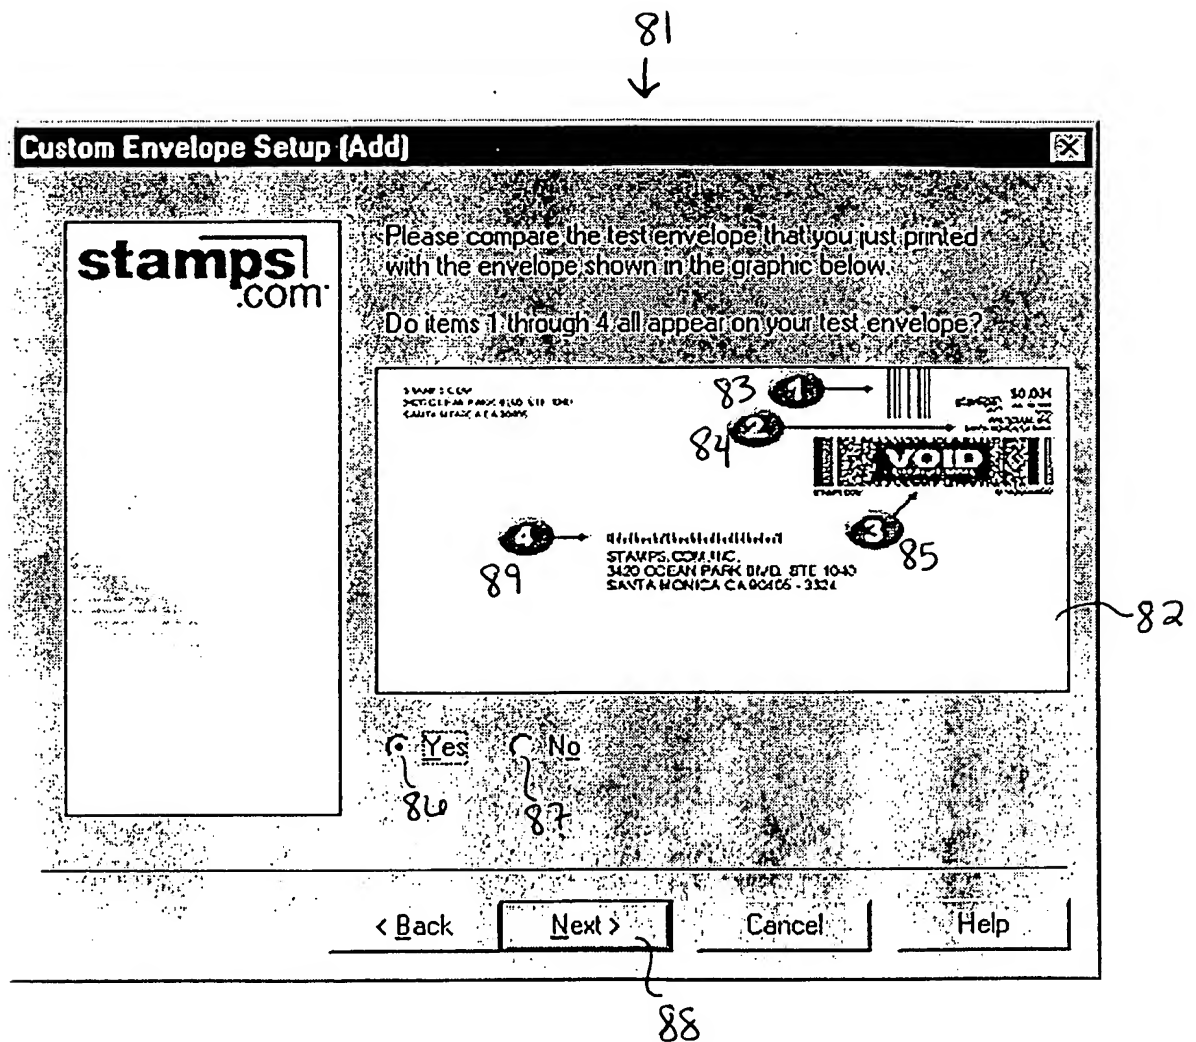 81
Custom Envelope Setup (Add)
stamps
.com
Please compare the test envelope that you just printed
with the envelope shown in the graphic below.
Do items 1 through 4 all appear on your test envelope?
83
1
84
2
VOID
4
89
3
85
STAMPS.COM INC.
3420 OCEAN PARK BLVD. STE 1040
SANTA MONICA CA 90405 - 3324
82
Yes
No
86
87
< Back
Next >
Cancel
Help
88